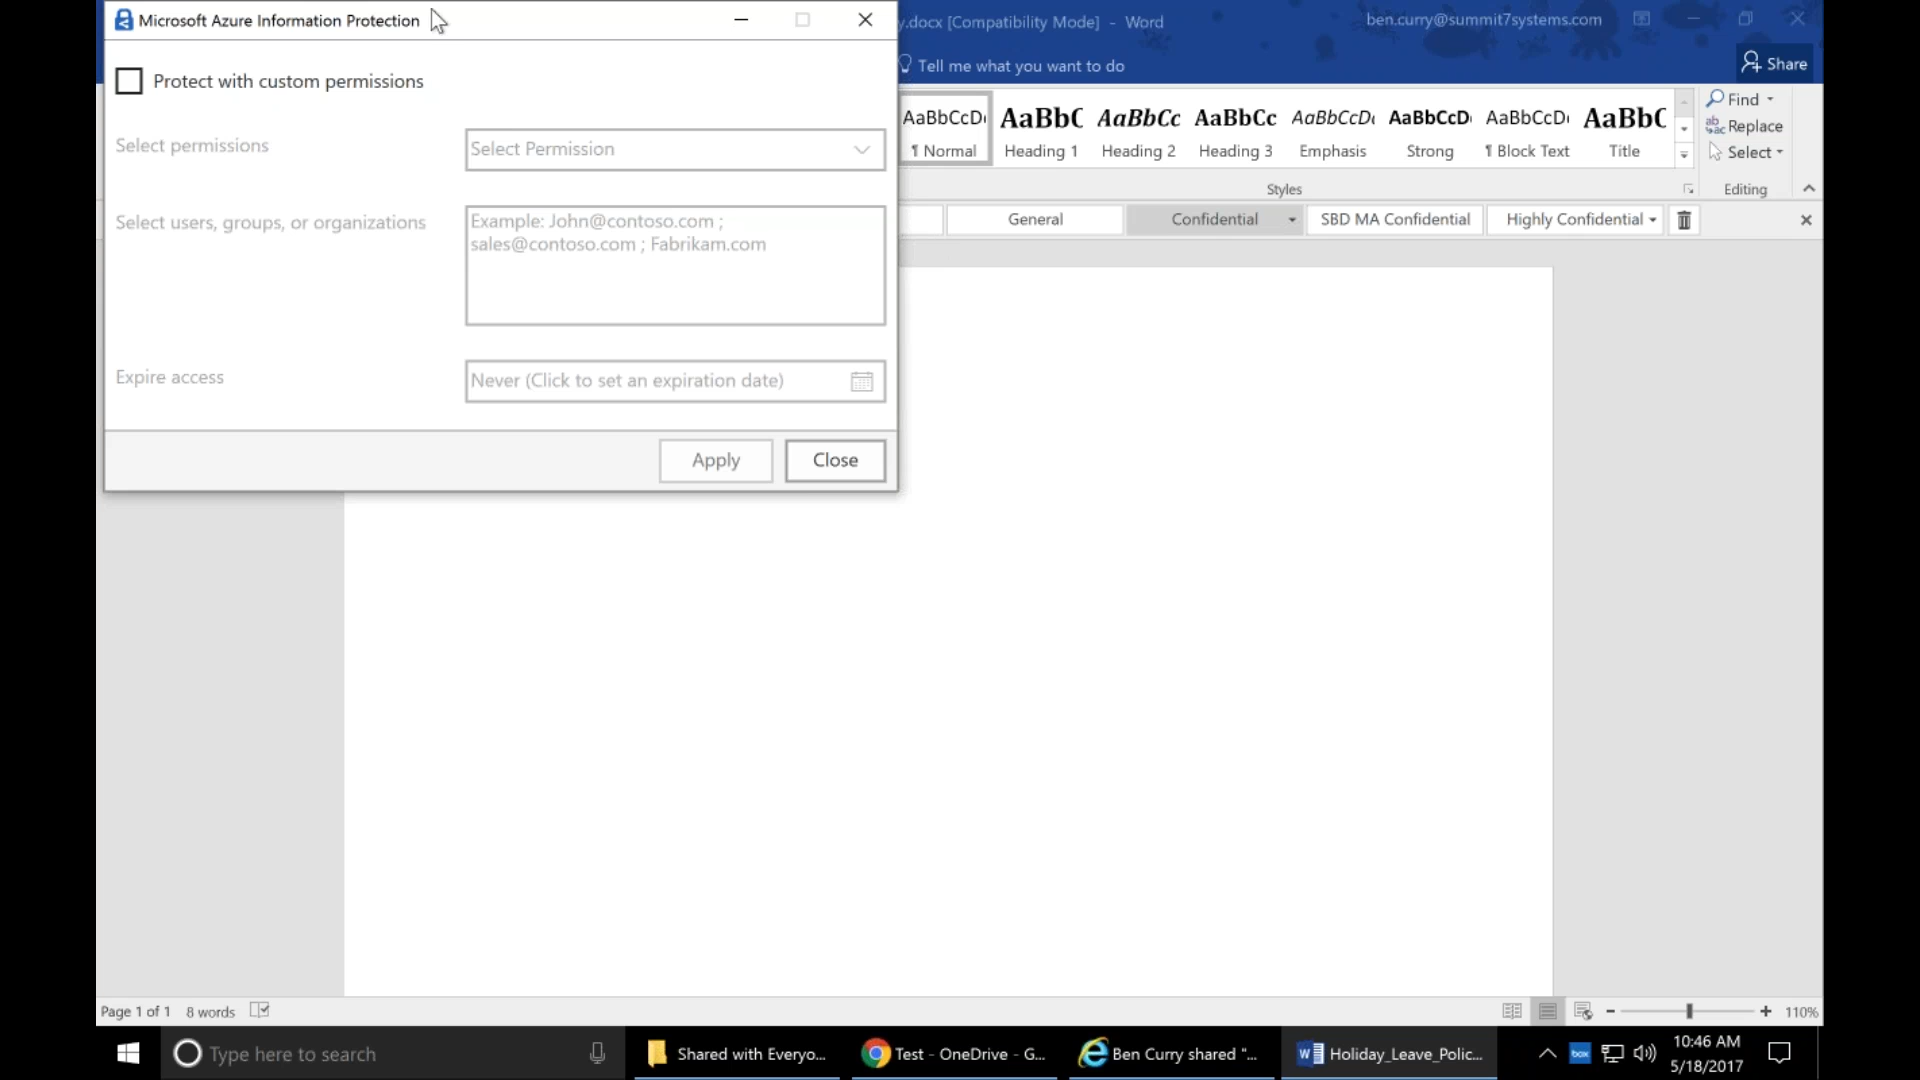 Microsoft Azure Information Protection
y.docx [Compatibility Mode] - Word
ben.curry@summit7systems.com
Tell me what you want to do
Share
Protect with custom permissions
Select permissions
Select Permission
Select users, groups, or organizations
Example: John@contoso.com ;
sales@contoso.com ; Fabrikam.com
Expire access
Never (Click to set an expiration date)
Apply
Close
AaBbCcD AaBbC AaBbCc AaBbCc AaBbCcD AaBbCcD AaBbCcD AaBbC
¶ Normal Heading 1 Heading 2 Heading 3 Emphasis Strong ¶ Block Text Title
Styles
Find
Replace
Select
Editing
General
Confidential
SBD MA Confidential
Highly Confidential
Page 1 of 1 8 words
110%
Type here to search
Shared with Everyo...
Test - OneDrive - G...
Ben Curry shared "...
Holiday_Leave_Polic...
box
10:46 AM
5/18/2017